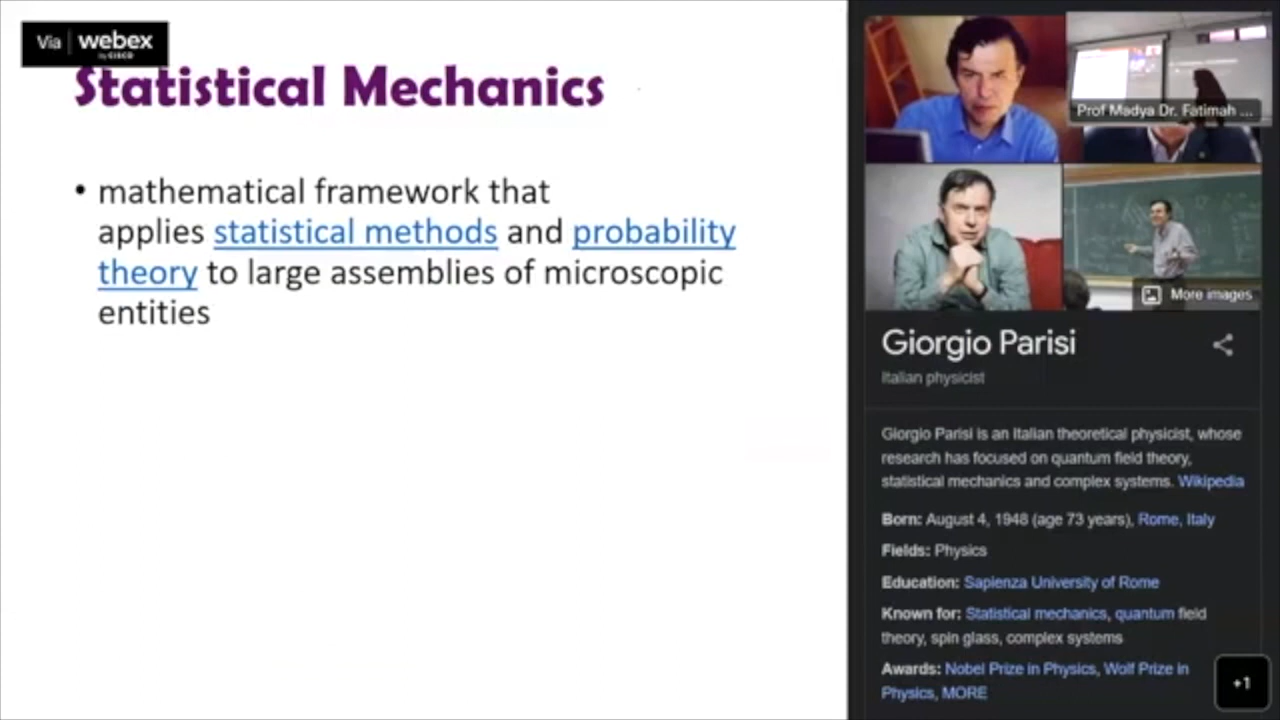 Via webex
by CISCO
Statistical Mechanics
• mathematical framework that
applies statistical methods and probability
theory to large assemblies of microscopic
entities
Prof Madya Dr. Fatimah ...
More images
Giorgio Parisi
Italian physicist
Giorgio Parisi is an Italian theoretical physicist, whose
research has focused on quantum field theory,
statistical mechanics and complex systems. Wikipedia
Born: August 4, 1948 (age 73 years), Rome, Italy
Fields: Physics
Education: Sapienza University of Rome
Known for: Statistical mechanics, quantum field
theory, spin glass, complex systems
Awards: Nobel Prize in Physics, Wolf Prize in
Physics, MORE
+1